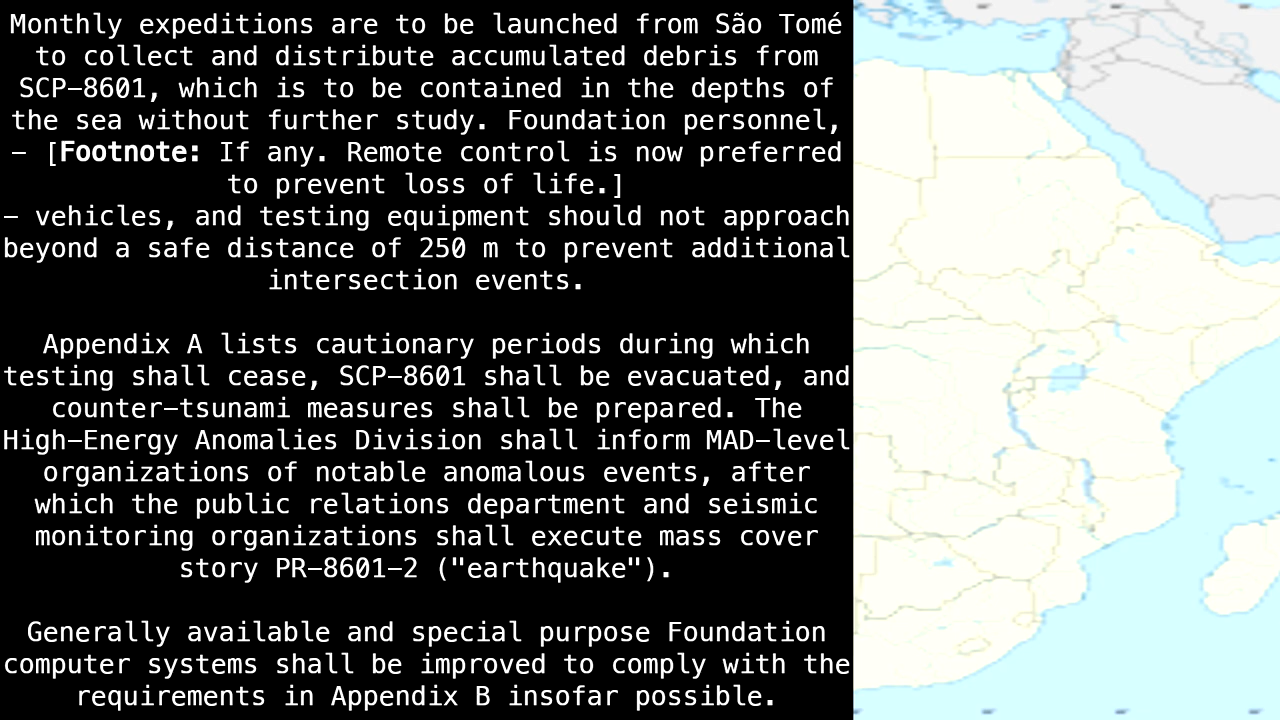 Monthly expeditions are to be launched from São Tomé
to collect and distribute accumulated debris from
SCP–8601, which is to be contained in the depths of
the sea without further study. Foundation personnel,
– [Footnote: If any. Remote control is now preferred
to prevent loss of life.]
– vehicles, and testing equipment should not approach
beyond a safe distance of 250 m to prevent additional
intersection events.
Appendix A lists cautionary periods during which
testing shall cease, SCP–8601 shall be evacuated, and
counter–tsunami measures shall be prepared. The
High–Energy Anomalies Division shall inform MAD–level
organizations of notable anomalous events, after
which the public relations department and seismic
monitoring organizations shall execute mass cover
story PR–8601–2 ("earthquake").
Generally available and special purpose Foundation
computer systems shall be improved to comply with the
requirements in Appendix B insofar possible.